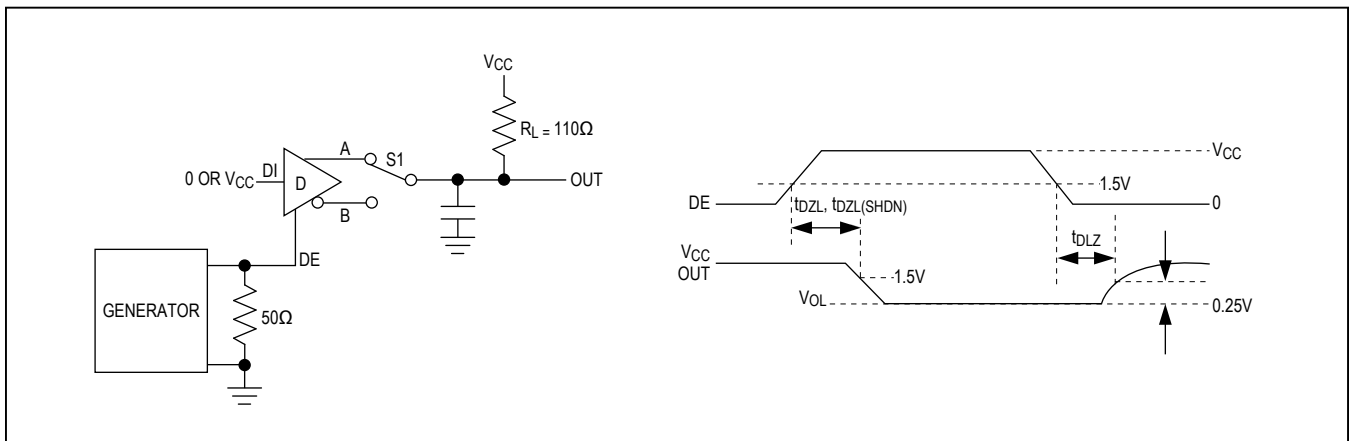 VCC
RL = 110Ω
A
S1
0 OR VCC
DI
D
OUT
B
DE
GENERATOR
50Ω
VCC
1.5V
DE
0
tDZL, tDZL(SHDN)
tDLZ
VCC
OUT
1.5V
VOL
0.25V